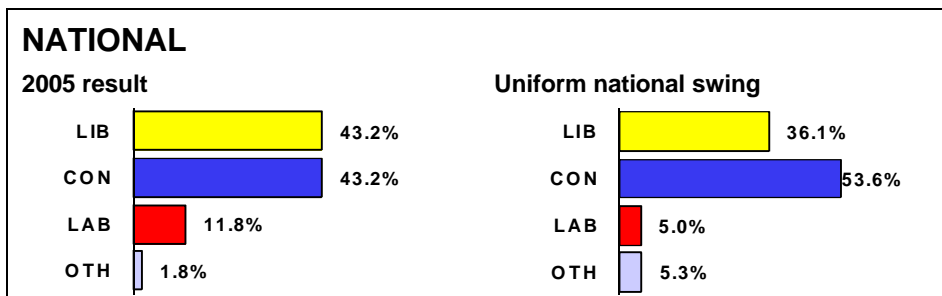 NATIONAL
2005 result
LIB 43.2%
CON 43.2%
LAB 11.8%
OTH 1.8%
Uniform national swing
LIB 36.1%
CON 53.6%
LAB 5.0%
OTH 5.3%